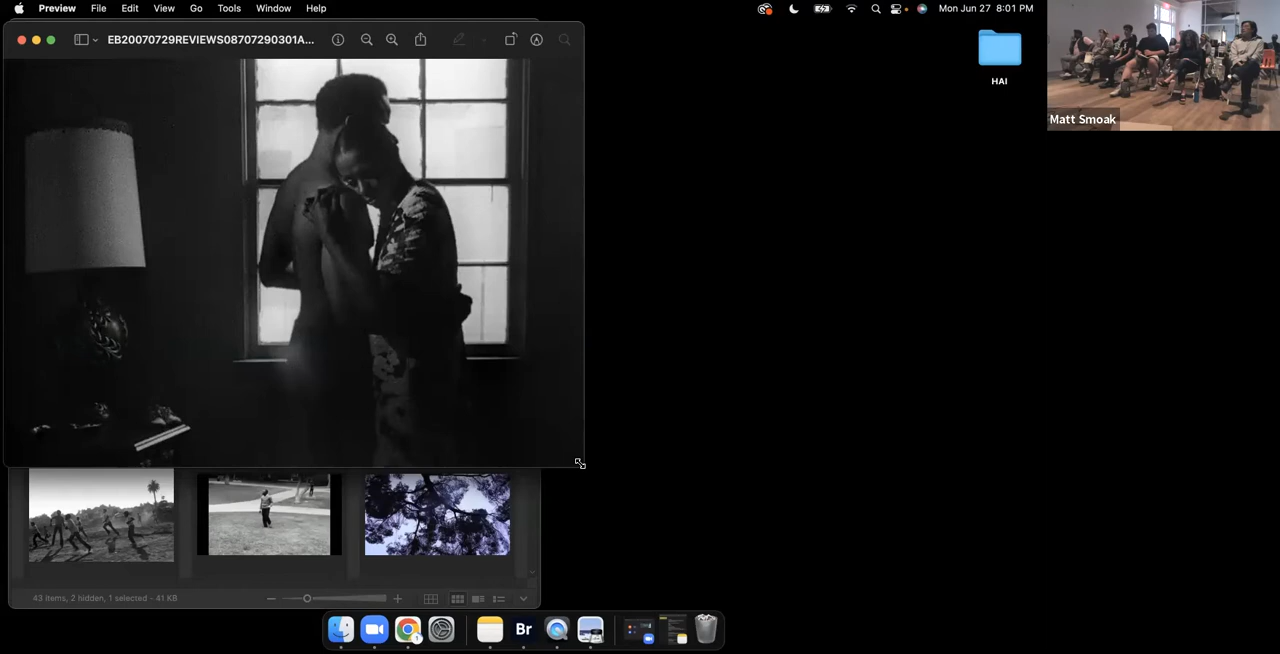 Preview File Edit View Go Tools Window Help Mon Jun 27 8:01 PM
EB20070729REVIEWS08707290301A...
HAI
Matt Smoak
43 items, 2 hidden, 1 selected - 41 KB
Br